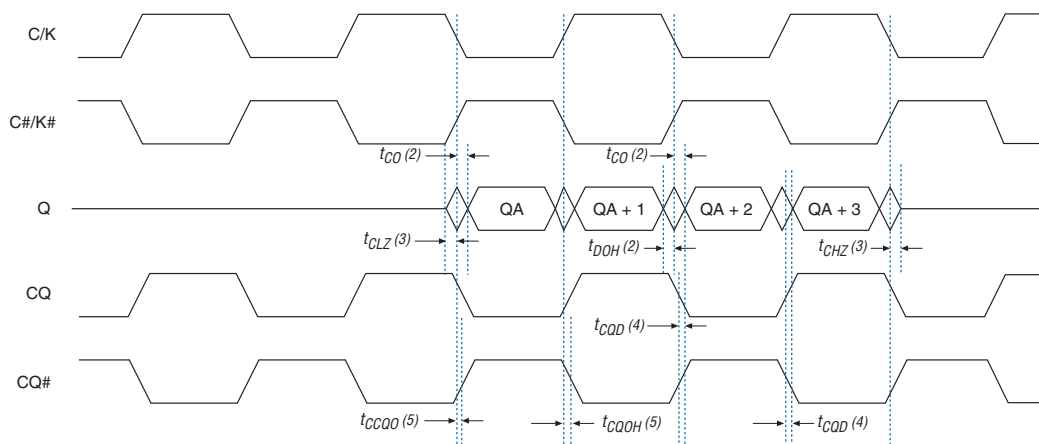 C/K
C#/K#
tCO (2) tCO (2)
Q QA QA + 1 QA + 2 QA + 3
tCLZ (3) tDOH (2) tCHZ (3)
CQ
tCQD (4)
CQ#
tCCQO (5) tCQOH (5) tCQD (4)